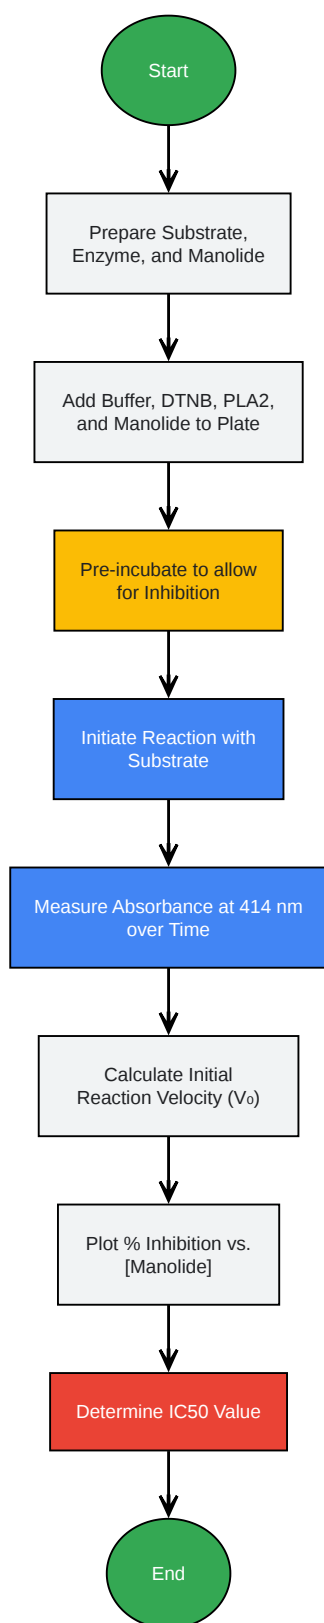 Start
Prepare Substrate,
Enzyme, and Manolide
Add Buffer, DTNB, PLA2,
and Manolide to Plate
Pre-incubate to allow
for Inhibition
Initiate Reaction with
Substrate
Measure Absorbance at 414 nm
over Time
Calculate Initial
Reaction Velocity (V₀)
Plot % Inhibition vs.
[Manolide]
Determine IC50 Value
End